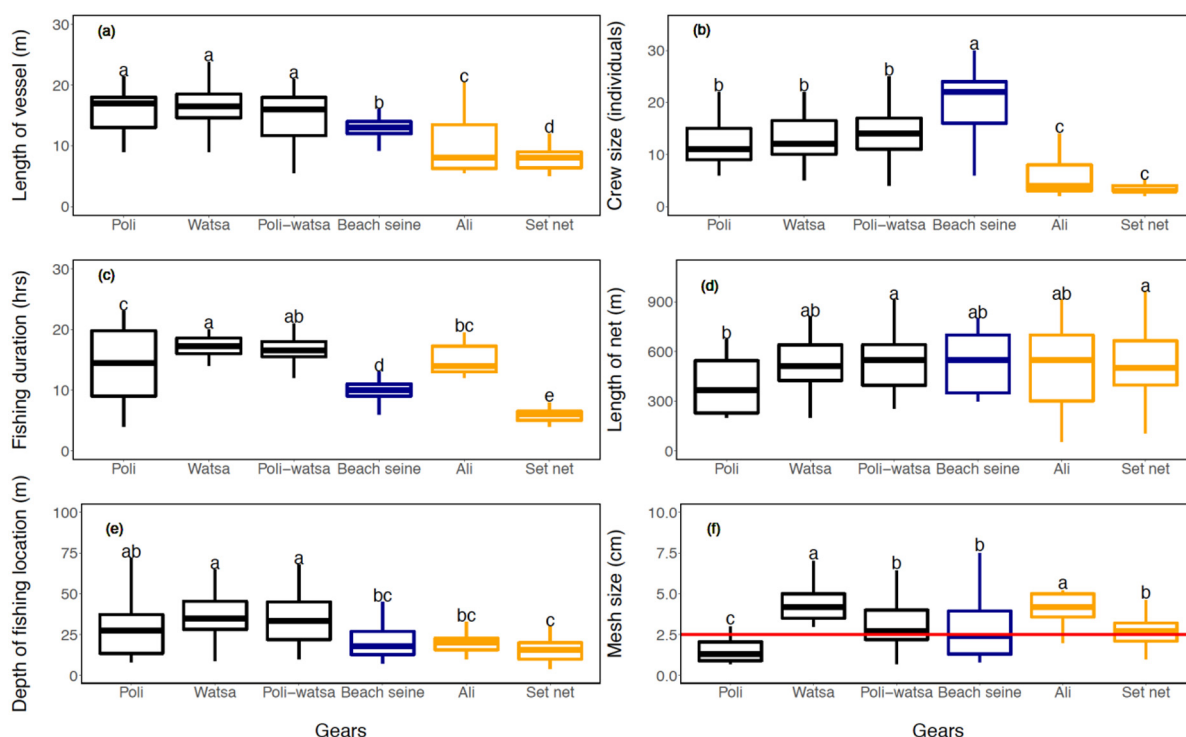 (a)
Length of vessel (m)
30
20
10
0
a a a b c d
Poli Watsa Poli-watsa Beach seine Ali Set net
(b)
Crew size (individuals)
30
20
10
0
b b b a c c
Poli Watsa Poli-watsa Beach seine Ali Set net
(c)
Fishing duration (hrs)
30
20
10
0
c a ab d bc e
Poli Watsa Poli-watsa Beach seine Ali Set net
(d)
Length of net (m)
900
600
300
0
b ab a ab ab a
Poli Watsa Poli-watsa Beach seine Ali Set net
(e)
Depth of fishing location (m)
100
75
50
25
0
ab a a bc bc c
Poli Watsa Poli-watsa Beach seine Ali Set net
Gears
(f)
Mesh size (cm)
10.0
7.5
5.0
2.5
0.0
c a b b a b
Poli Watsa Poli-watsa Beach seine Ali Set net
Gears